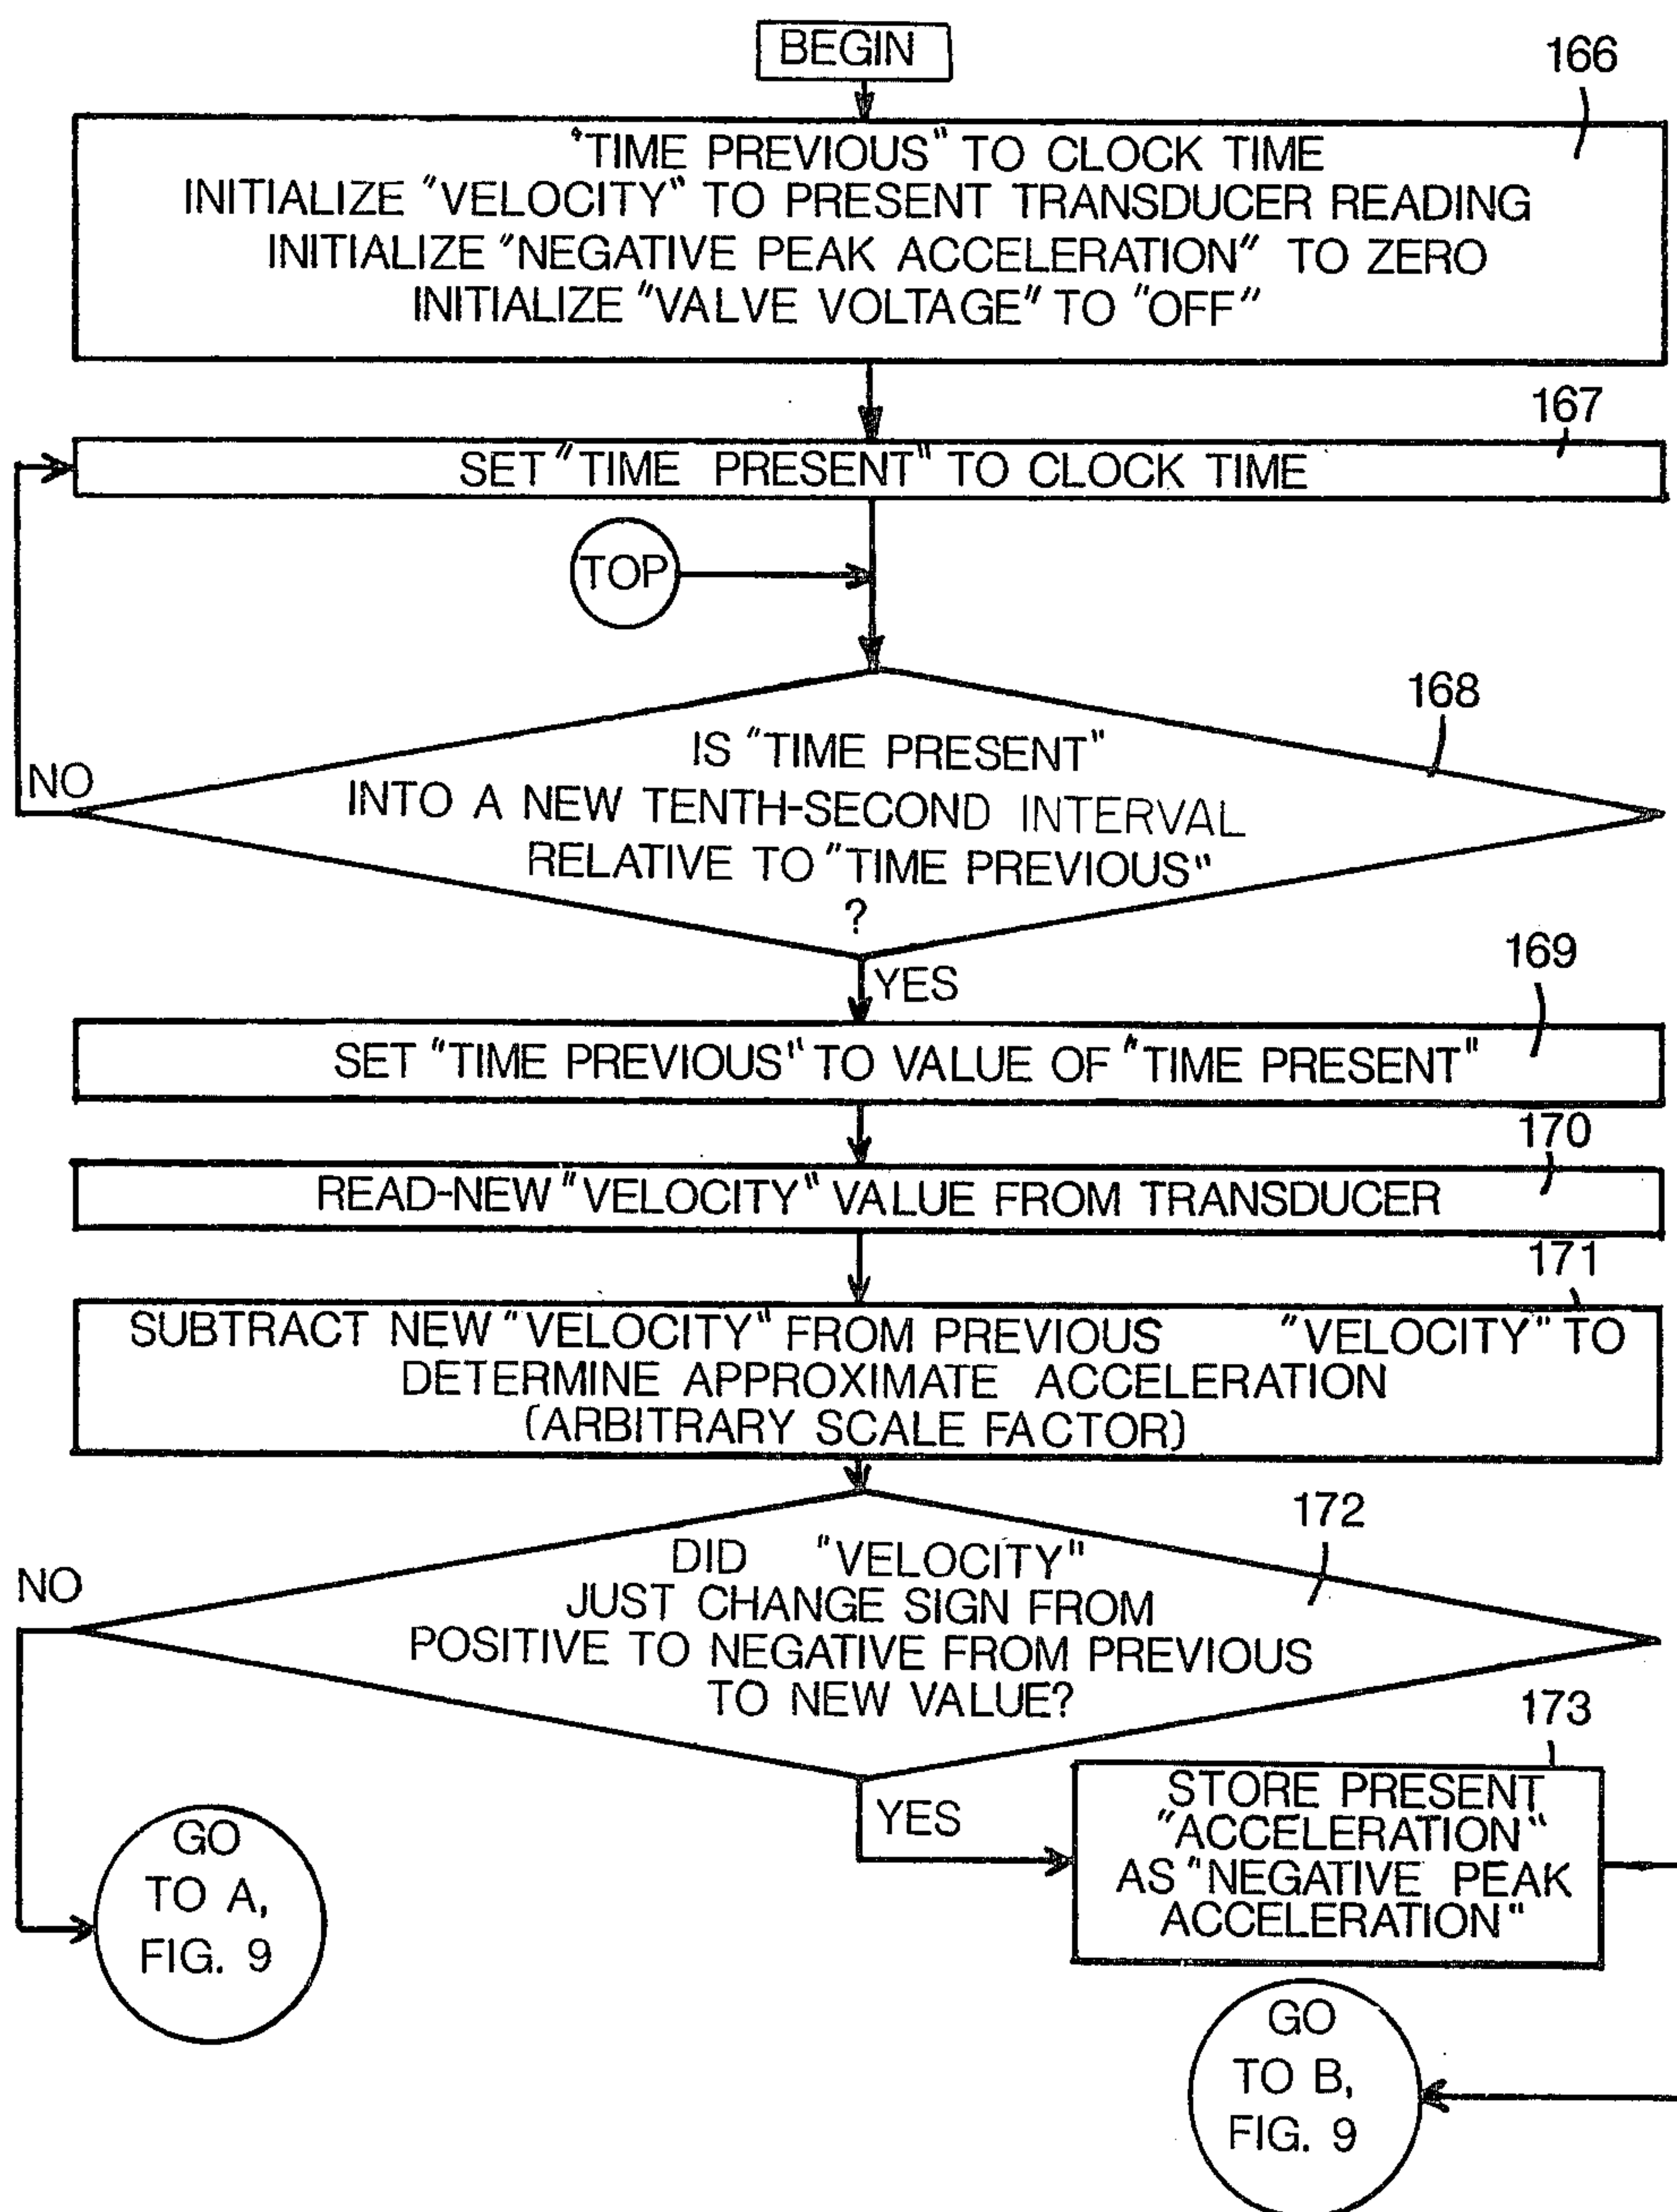 BEGIN
166
"TIME PREVIOUS" TO CLOCK TIME
INITIALIZE "VELOCITY" TO PRESENT TRANSDUCER READING
INITIALIZE "NEGATIVE PEAK ACCELERATION" TO ZERO
INITIALIZE "VALVE VOLTAGE" TO "OFF"
167
SET "TIME PRESENT" TO CLOCK TIME
TOP
168
IS "TIME PRESENT"
INTO A NEW TENTH-SECOND INTERVAL
RELATIVE TO "TIME PREVIOUS"
?
NO
YES
169
SET "TIME PREVIOUS" TO VALUE OF "TIME PRESENT"
170
READ-NEW "VELOCITY" VALUE FROM TRANSDUCER
171
SUBTRACT NEW "VELOCITY" FROM PREVIOUS "VELOCITY" TO
DETERMINE APPROXIMATE ACCELERATION
(ARBITRARY SCALE FACTOR)
172
DID "VELOCITY"
JUST CHANGE SIGN FROM
POSITIVE TO NEGATIVE FROM PREVIOUS
TO NEW VALUE?
NO
YES
173
STORE PRESENT
"ACCELERATION"
AS "NEGATIVE PEAK
ACCELERATION"
GO
TO A,
FIG. 9
GO
TO B,
FIG. 9